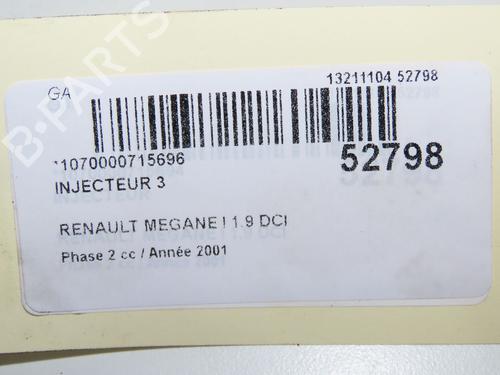 B-PARTS
GA
13211104 52798
*1070000715696
52798
INJECTEUR 3
RENAULT MEGANE I 1.9 DCI
Phase 2 cc / Année 2001